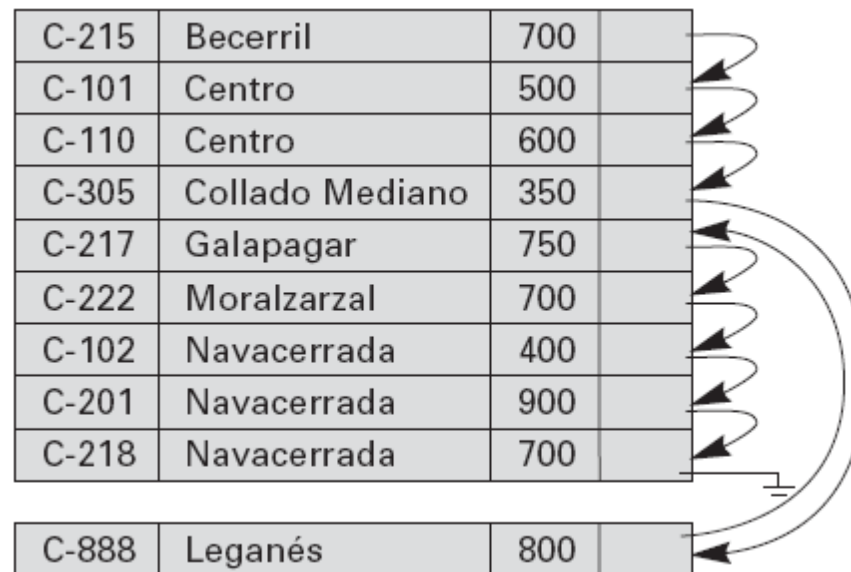 C-215 Becerril 700
C-101 Centro 500
C-110 Centro 600
C-305 Collado Mediano 350
C-217 Galapagar 750
C-222 Moralzarzal 700
C-102 Navacerrada 400
C-201 Navacerrada 900
C-218 Navacerrada 700
C-888 Leganés 800